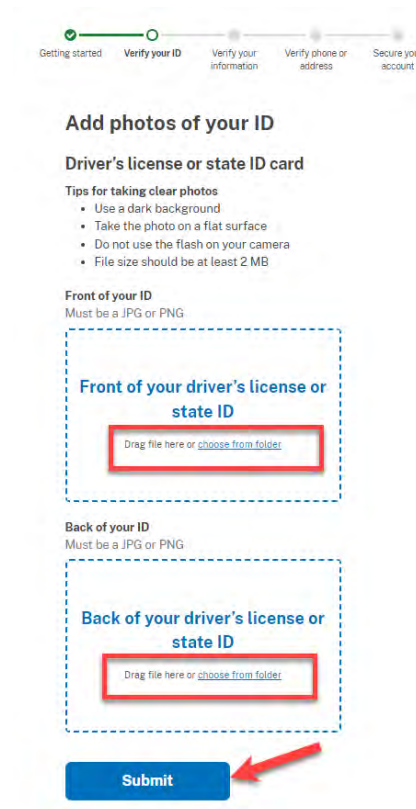 Getting started
Verify your ID
Verify your information
Verify phone or address
Secure you
account
Add photos of your ID
Driver's license or state ID card
Tips for taking clear photos
• Use a dark background
• Take the photo on a flat surface
• Do not use the flash on your camera
• File size should be at least 2 MB
Front of your ID
Must be a JPG or PNG
Front of your driver's license or
state ID
Drag file here or choose from folder
Back of your ID
Must be a JPG or PNG
Back of your driver's license or
state ID
Drag file here or choose from folder
Submit